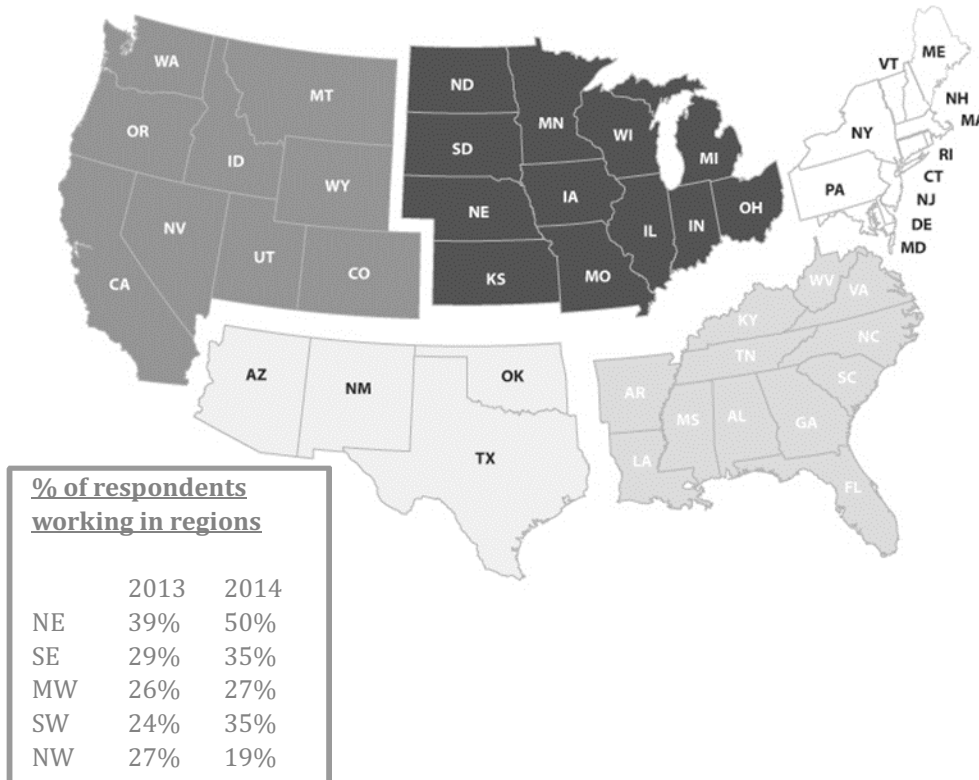 WA
MT
OR
ID
WY
NV
UT
CO
CA
ND
MN
SD
WI
MI
NE
IA
IL
IN
OH
KS
MO
VT
ME
NH
MA
NY
RI
CT
PA
NJ
DE
MD
WV
VA
KY
NC
TN
SC
AR
MS
AL
GA
LA
FL
AZ
NM
OK
TX
% of respondents
working in regions
2013 2014
NE 39% 50%
SE 29% 35%
MW 26% 27%
SW 24% 35%
NW 27% 19%